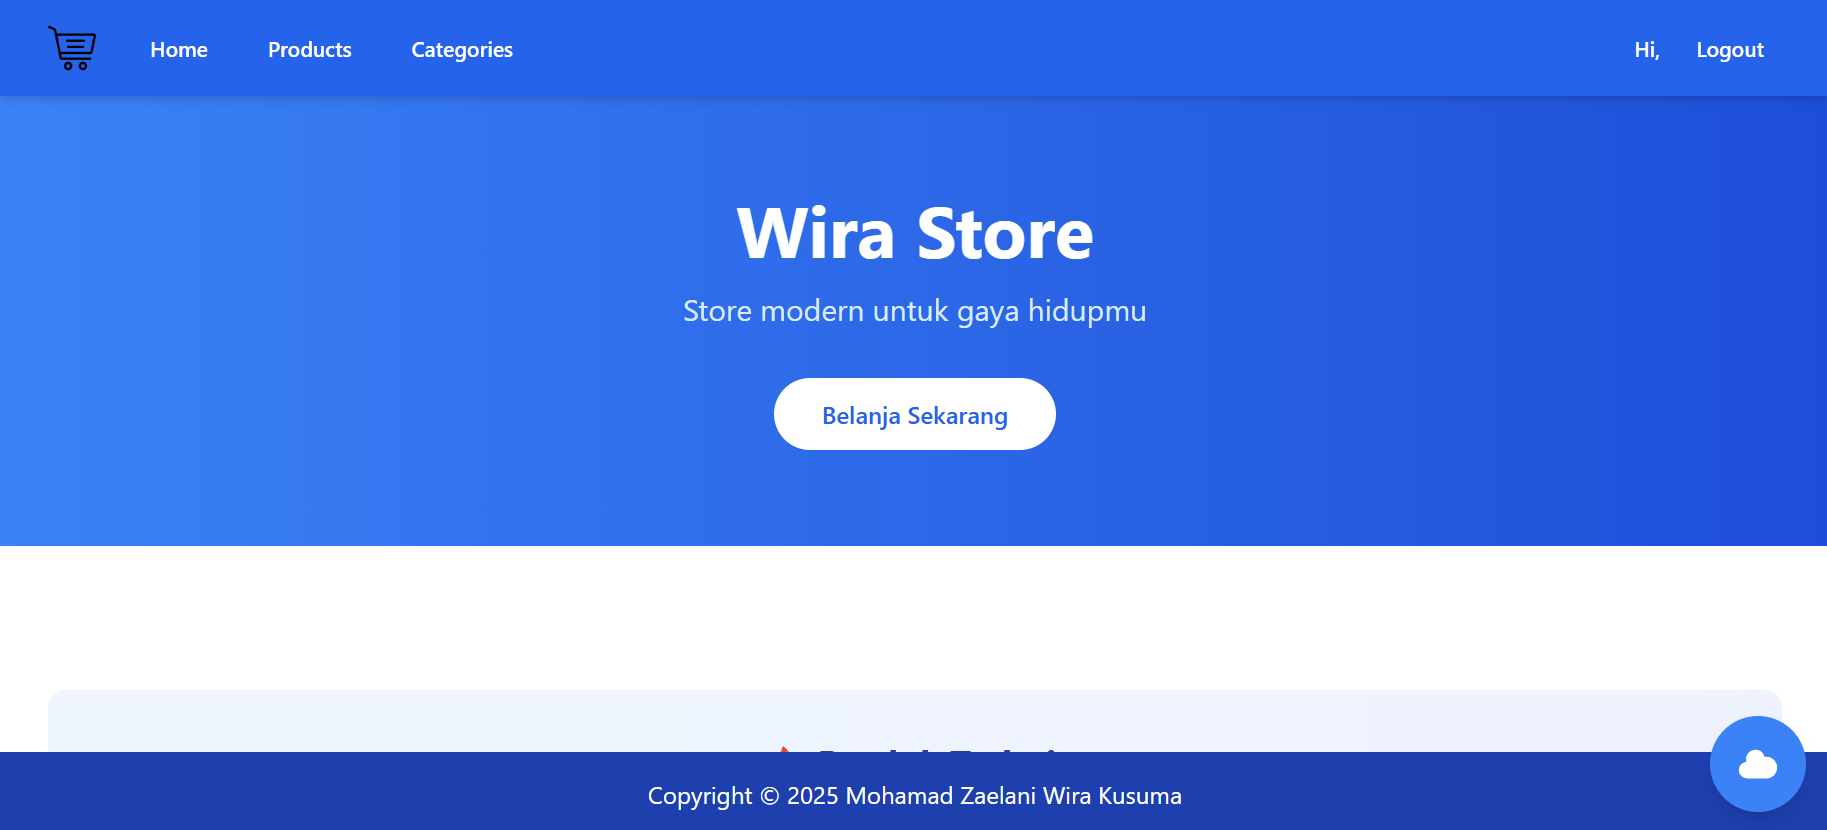 Home Products Categories Hi, Logout
Wira Store
Store modern untuk gaya hidupmu
Belanja Sekarang
Copyright © 2025 Mohamad Zaelani Wira Kusuma